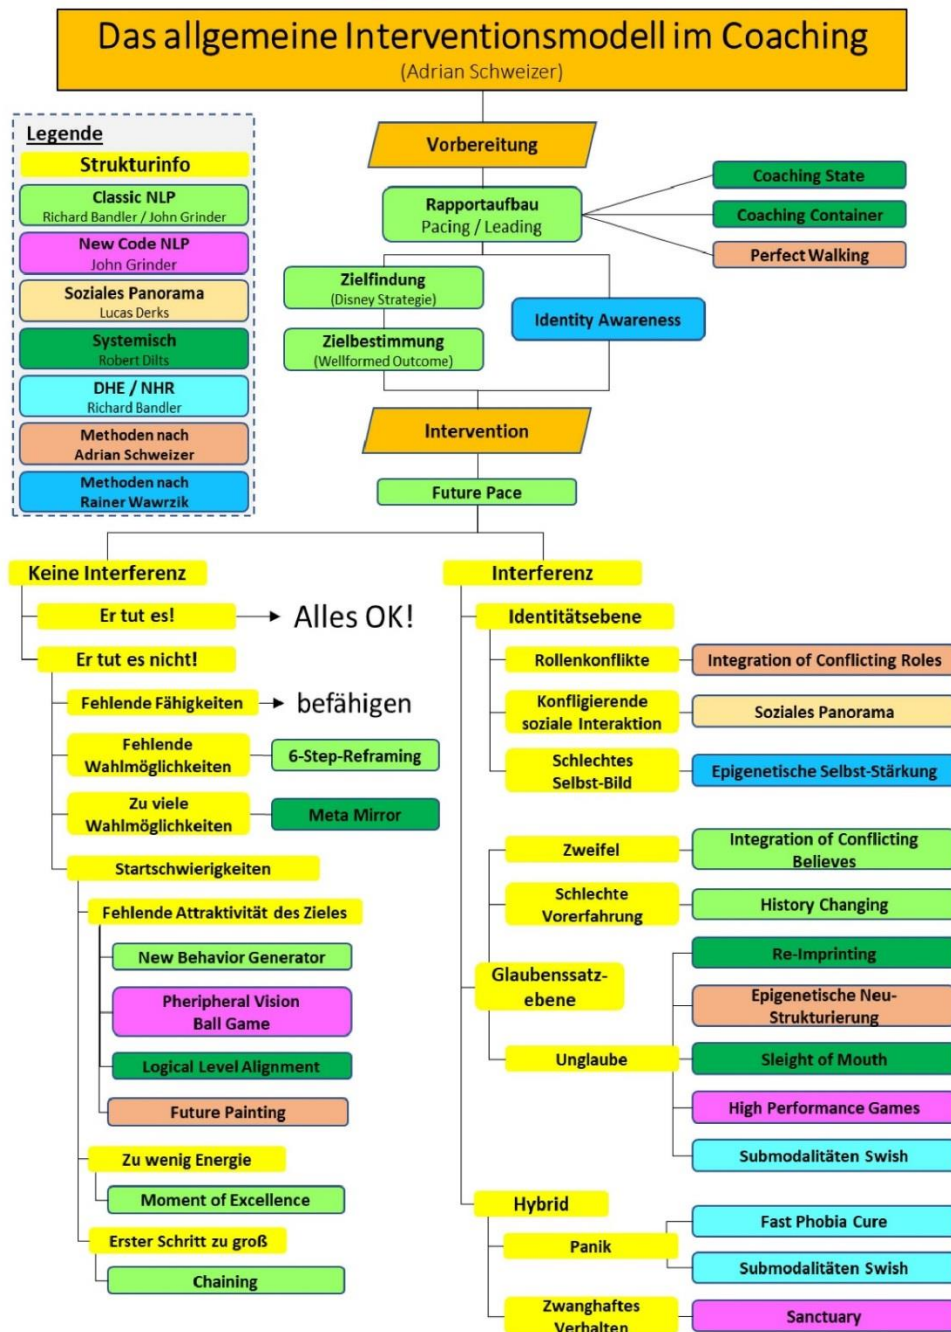 Das allgemeine Interventionsmodell im Coaching
(Adrian Schweizer)
Legende
Strukturinfo
Classic NLP
Richard Bandler / John Grinder
New Code NLP
John Grinder
Soziales Panorama
Lucas Derks
Systemisch
Robert Dilts
DHE / NHR
Richard Bandler
Methoden nach
Adrian Schweizer
Methoden nach
Rainer Wawrzik
Vorbereitung
Rapportaufbau
Pacing / Leading
Coaching State
Coaching Container
Perfect Walking
Zielfindung
(Disney Strategie)
Zielbestimmung
(Wellformed Outcome)
Identity Awareness
Intervention
Future Pace
Keine Interferenz
Er tut es!
Alles OK!
Er tut es nicht!
Fehlende Fähigkeiten
befähigen
Fehlende
Wahlmöglichkeiten
6-Step-Reframing
Zu viele
Wahlmöglichkeiten
Meta Mirror
Startschwierigkeiten
Fehlende Attraktivität des Zieles
New Behavior Generator
Pheripheral Vision
Ball Game
Logical Level Alignment
Future Painting
Zu wenig Energie
Moment of Excellence
Erster Schritt zu groß
Chaining
Interferenz
Identitätsebene
Rollenkonflikte
Integration of Conflicting Roles
Konfligierende
soziale Interaktion
Soziales Panorama
Schlechtes
Selbst-Bild
Epigenetische Selbst-Stärkung
Glaubenssatz-
ebene
Zweifel
Integration of Conflicting
Believes
Schlechte
Vorerfahrung
History Changing
Unglaube
Re-Imprinting
Epigenetische Neu-
Strukturierung
Sleight of Mouth
High Performance Games
Submodalitäten Swish
Hybrid
Panik
Fast Phobia Cure
Submodalitäten Swish
Zwanghaftes
Verhalten
Sanctuary